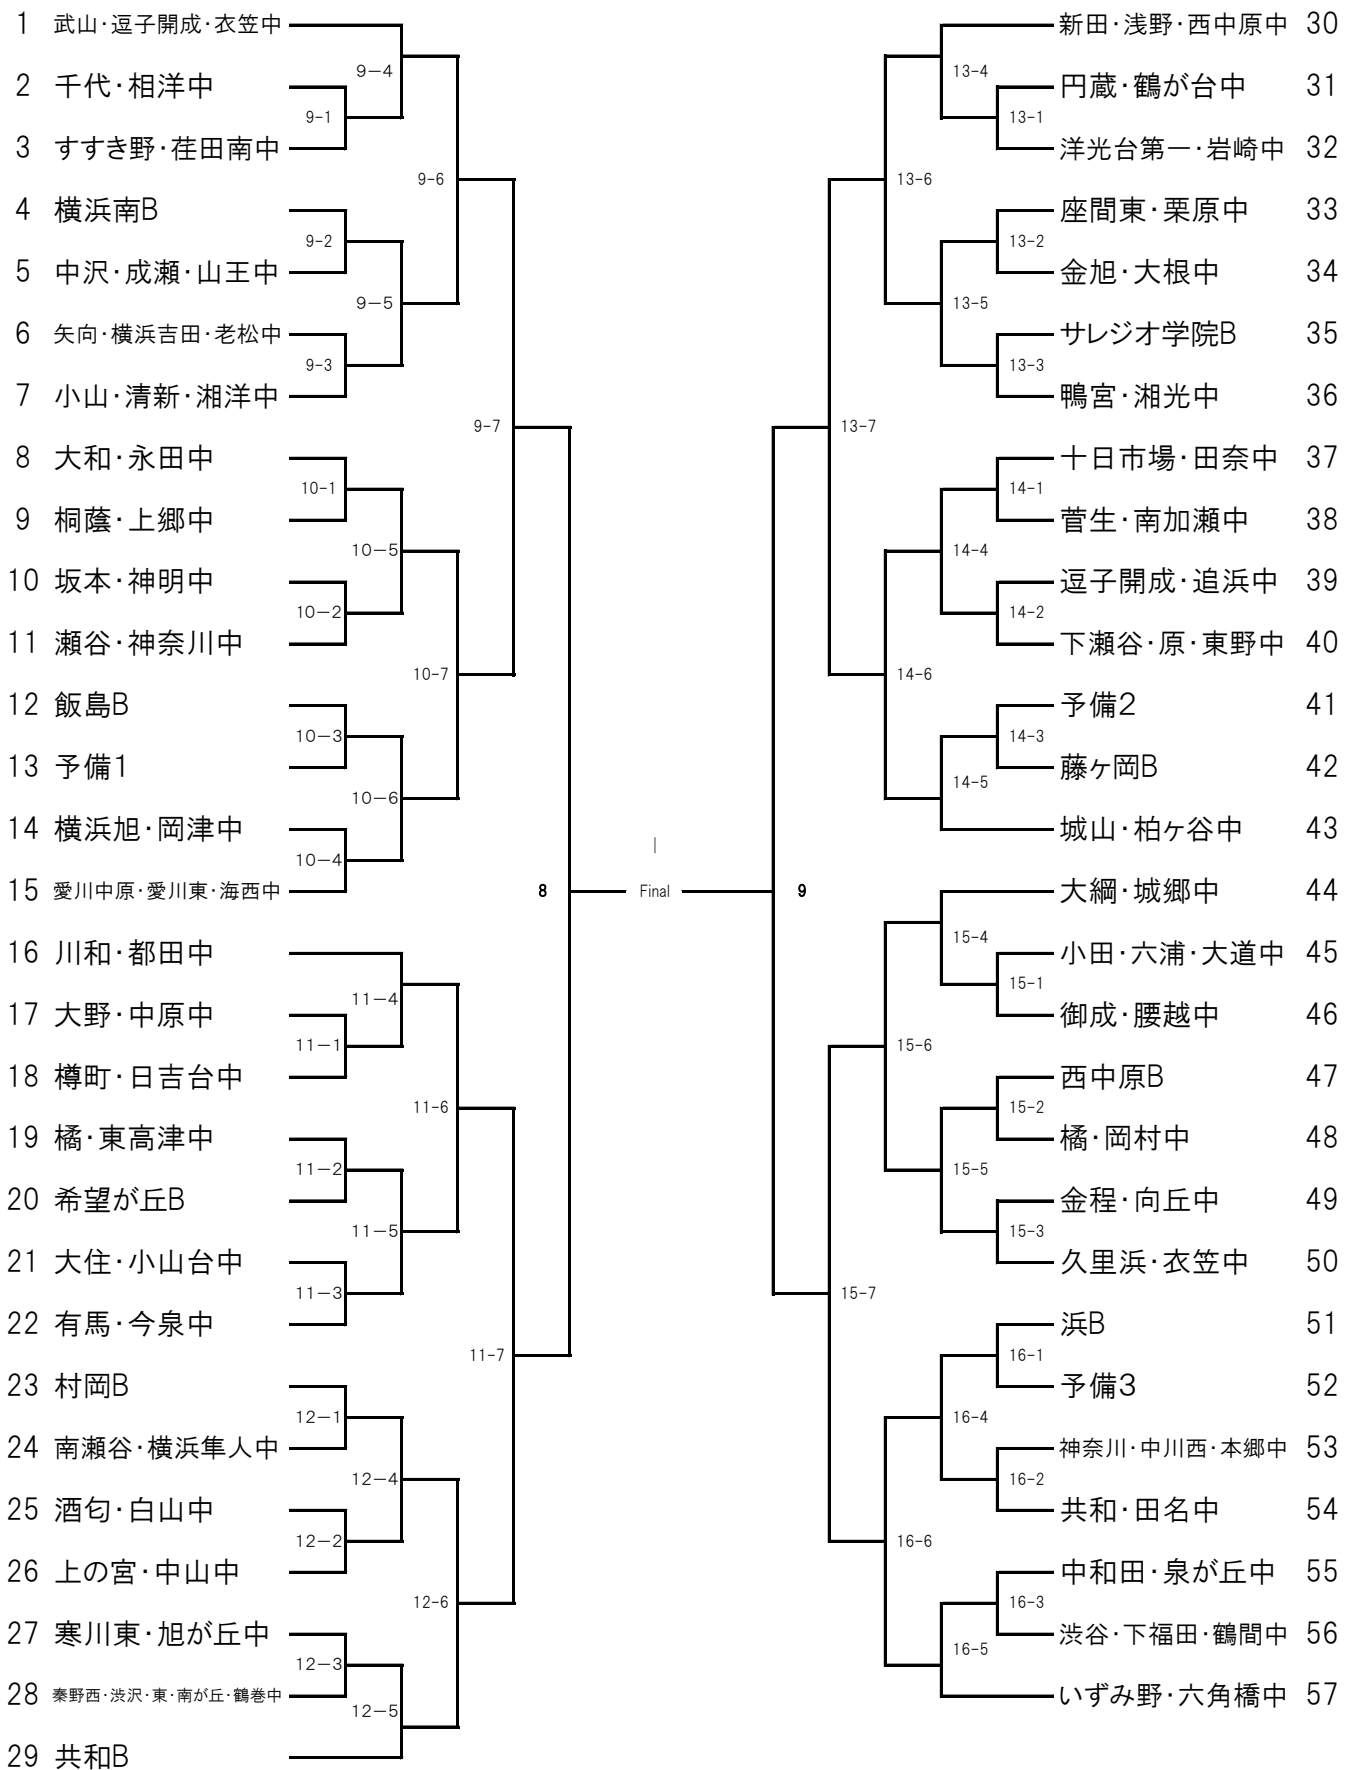 1 武山・逗子開成・衣笠中
2 千代・相洋中
3 すすき野・荏田南中
4 横浜南B
5 中沢・成瀬・山王中
6 矢向・横浜吉田・老松中
7 小山・清新・湘洋中
8 大和・永田中
9 桐蔭・上郷中
10 坂本・神明中
11 瀬谷・神奈川中
12 飯島B
13 予備1
14 横浜旭・岡津中
15 愛川中原・愛川東・海西中
16 川和・都田中
17 大野・中原中
18 樽町・日吉台中
19 橘・東高津中
20 希望が丘B
21 大住・小山台中
22 有馬・今泉中
23 村岡B
24 南瀬谷・横浜隼人中
25 酒匂・白山中
26 上の宮・中山中
27 寒川東・旭が丘中
28 秦野西・渋沢・東・南が丘・鶴巻中
29 共和B
9-1
9-2
9-3
9－4
9－5
9-6
9-7
10-1
10－2
10－3
10－4
10－5
10－6
10-7
11－1
11－2
11－3
11－4
11－5
11-6
11-7
12－1
12－2
12－3
12－4
12－5
12-6
8
|
Final
9
13-1
13-2
13-3
13-4
13-5
13-6
13-7
14-1
14-2
14-3
14-4
14-5
14-6
15-1
15-2
15-3
15-4
15-5
15-6
15-7
16-1
16-2
16-3
16-4
16-5
16-6
新田・浅野・西中原中 30
円蔵・鶴が台中 31
洋光台第一・岩崎中 32
座間東・栗原中 33
金旭・大根中 34
サレジオ学院B 35
鴨宮・湘光中 36
十日市場・田奈中 37
菅生・南加瀬中 38
逗子開成・追浜中 39
下瀬谷・原・東野中 40
予備2 41
藤ヶ岡B 42
城山・柏ヶ谷中 43
大綱・城郷中 44
小田・六浦・大道中 45
御成・腰越中 46
西中原B 47
橘・岡村中 48
金程・向丘中 49
久里浜・衣笠中 50
浜B 51
予備3 52
神奈川・中川西・本郷中 53
共和・田名中 54
中和田・泉が丘中 55
渋谷・下福田・鶴間中 56
いずみ野・六角橋中 57